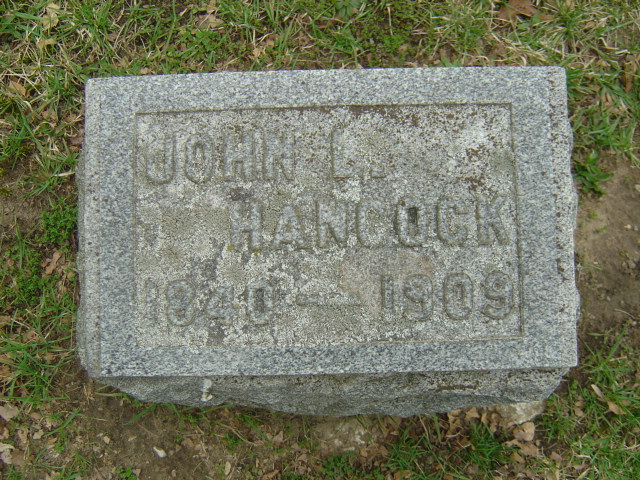 JOHN L.
HANCOCK
1840 — 1909